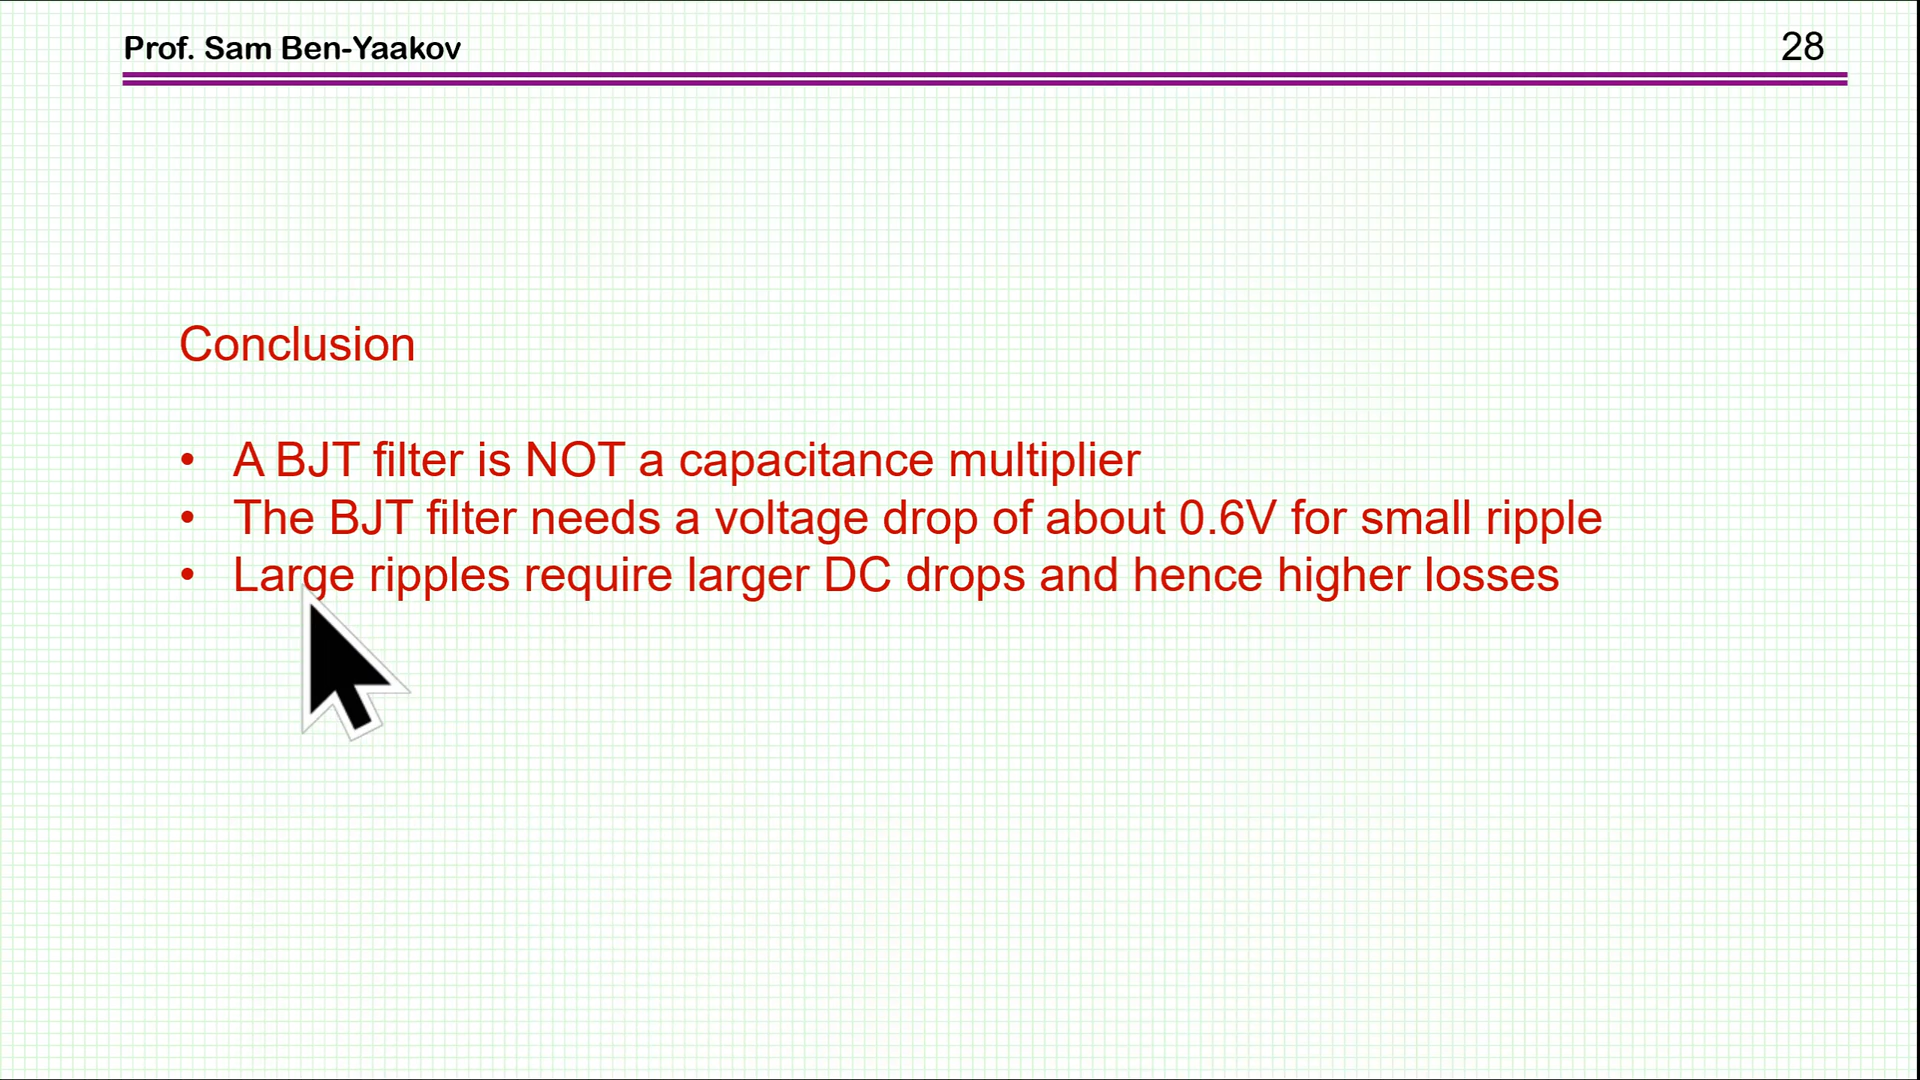 Prof. Sam Ben-Yaakov
28
Conclusion
• A BJT filter is NOT a capacitance multiplier
• The BJT filter needs a voltage drop of about 0.6V for small ripple
• Large ripples require larger DC drops and hence higher losses